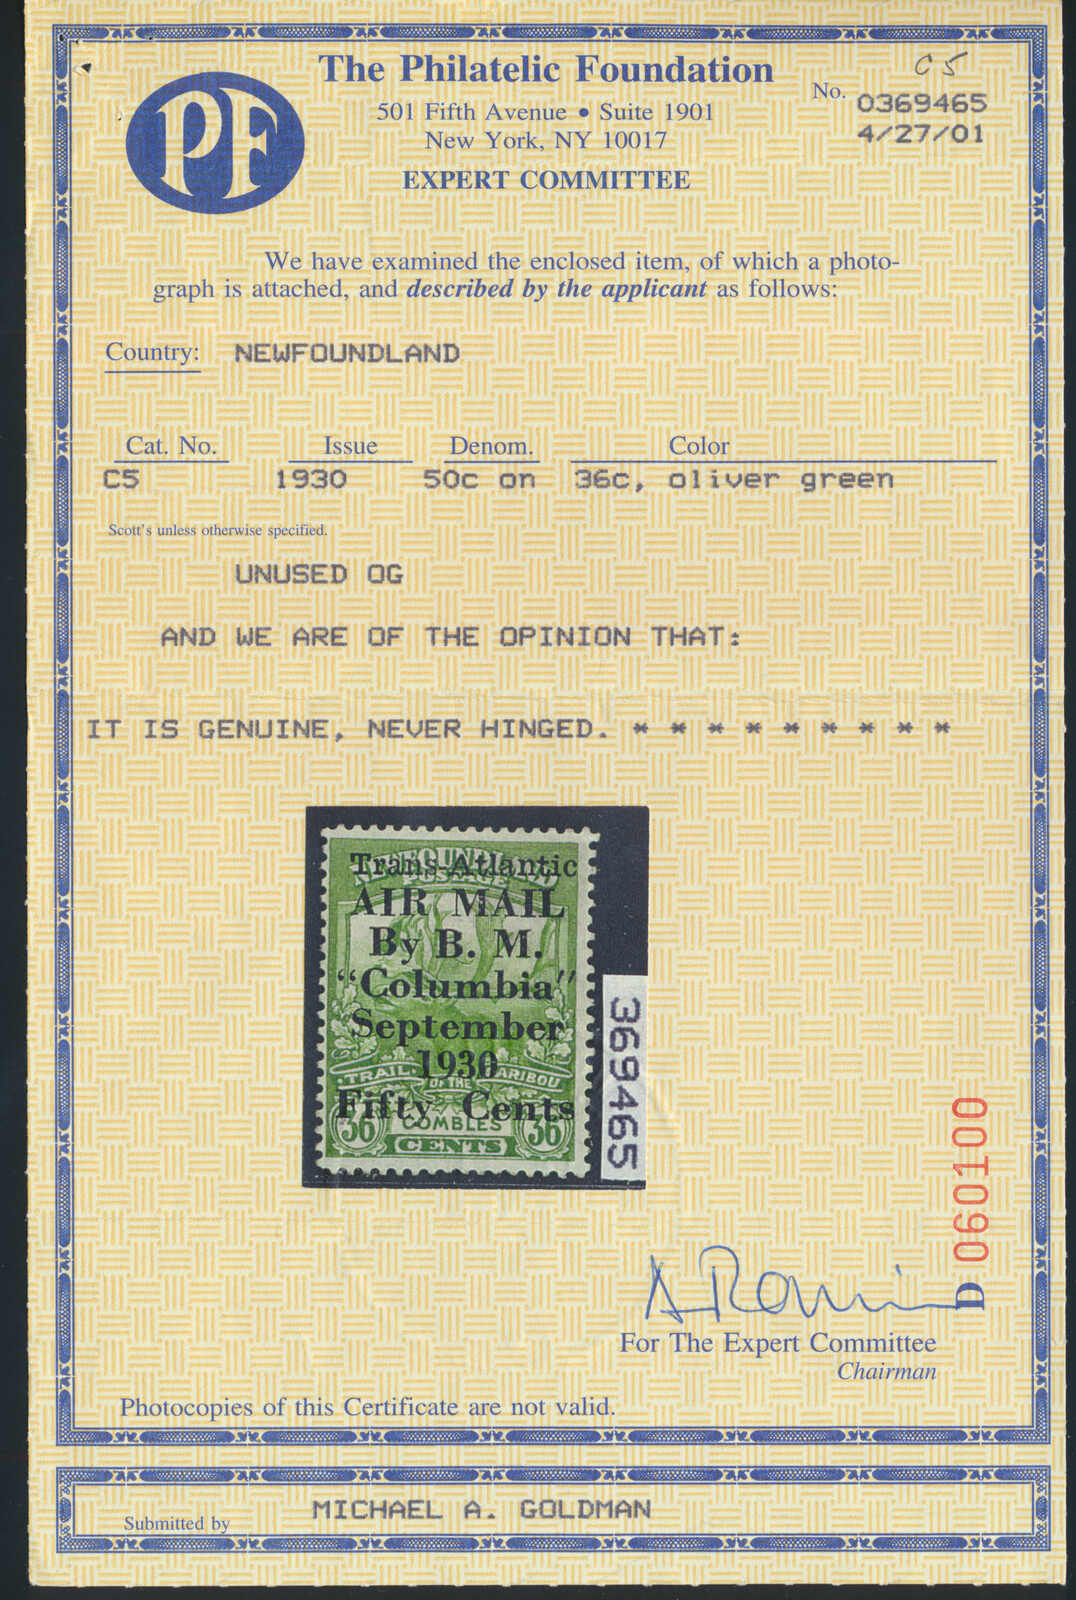 PF
The Philatelic Foundation
501 Fifth Avenue • Suite 1901
New York, NY 10017
EXPERT COMMITTEE
C5
No. 0369465
4/27/01
We have examined the enclosed item, of which a photo-
graph is attached, and described by the applicant as follows:
Country: NEWFOUNDLAND
Cat. No. Issue Denom. Color
C5 1930 50c on 36c, oliver green
Scott's unless otherwise specified.
UNUSED OG
AND WE ARE OF THE OPINION THAT:
IT IS GENUINE, NEVER HINGED. * * * * * * * * *
Trans-Atlantic
AIR MAIL
By B. M.
"Columbia"
September
1930
Fifty Cents
TRAIL OF THE CARIBOU
COMBLES
36 CENTS 36
369465
D 060100
For The Expert Committee
Chairman
Photocopies of this Certificate are not valid.
Submitted by MICHAEL A. GOLDMAN